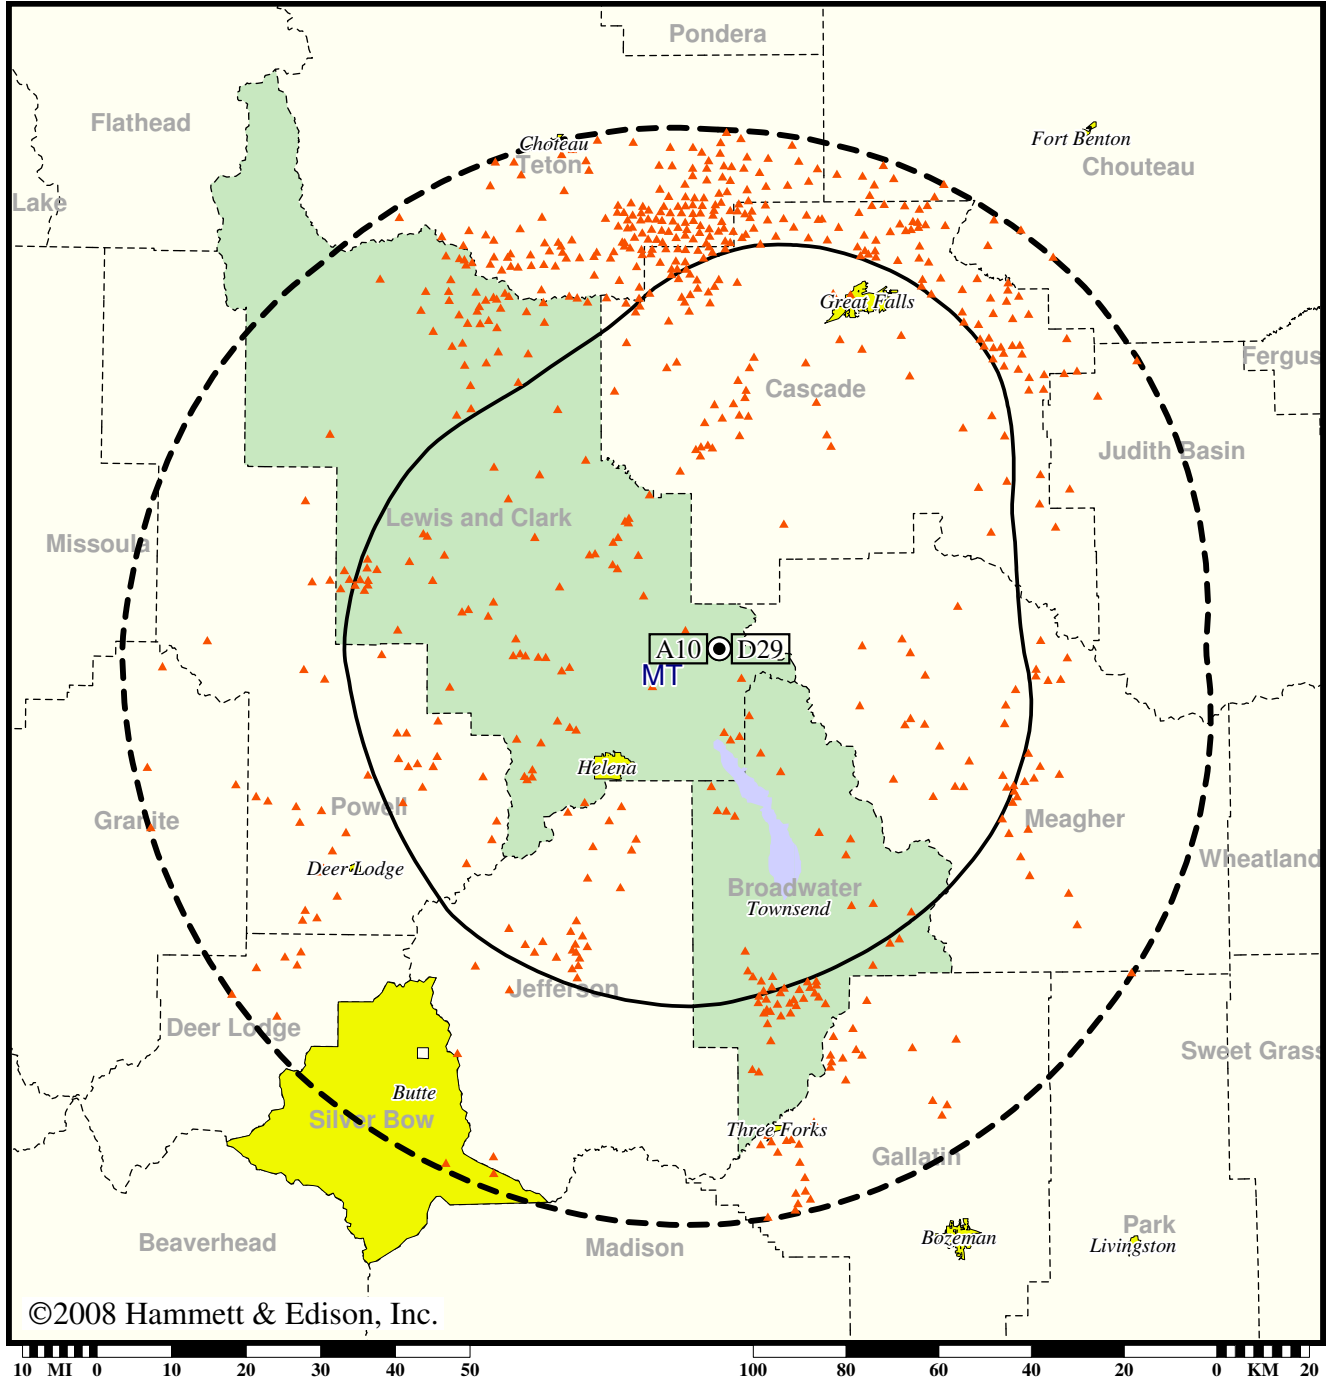 Pondera
Flathead
Choteau
Teton
Fort Benton
Chouteau
Lake
Great Falls
Fergus
Cascade
Judith Basin
Lewis and Clark
Missoula
A10
D29
MT
Helena
Powell
Granite
Meagher
Deer Lodge
Wheatland
Broadwater
Townsend
Jefferson
Deer Lodge
Sweet Grass
Butte
Silver Bow
Three Forks
Gallatin
Park
Bozeman
Livingston
Beaverhead
Madison
©2008 Hammett & Edison, Inc.
10 MI 0 10 20 30 40 50
100 80 60 40 20 0 KM 20